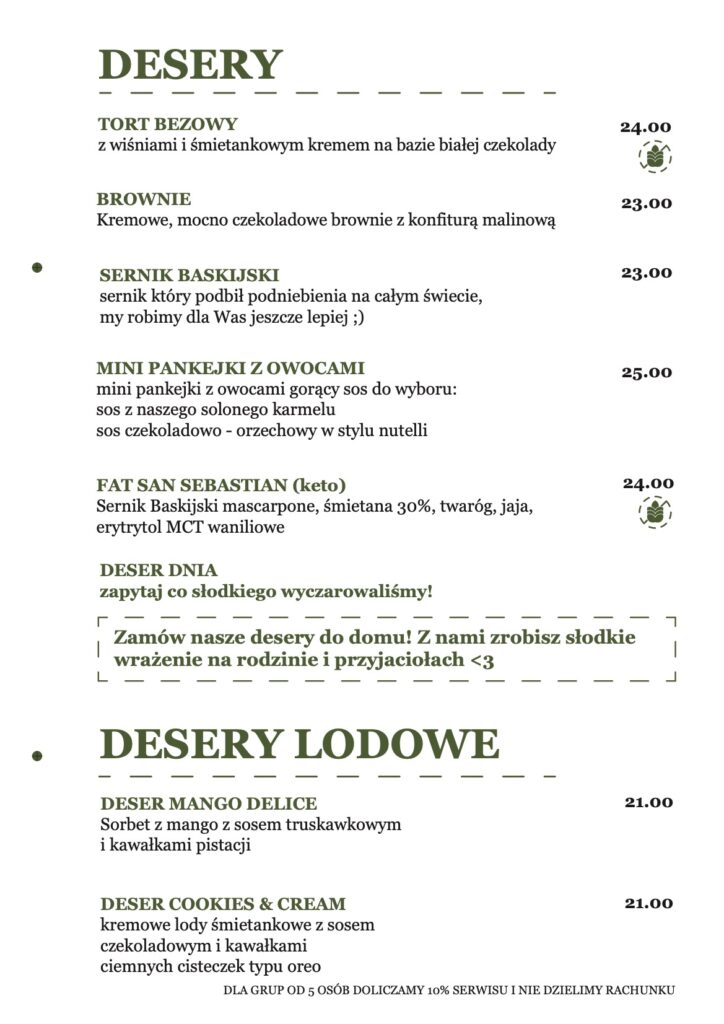 DESERY
TORT BEZOWY 24.00
z wiśniami i śmietankowym kremem na bazie białej czekolady
BROWNIE 23.00
Kremowe, mocno czekoladowe brownie z konfiturą malinową
SERNIK BASKIJSKI 23.00
sernik który podbił podniebienia na całym świecie,
my robimy dla Was jeszcze lepiej ;)
MINI PANKEJKI Z OWOCAMI 25.00
mini pankejki z owocami gorący sos do wyboru:
sos z naszego solonego karmelu
sos czekoladowo - orzechowy w stylu nutelli
FAT SAN SEBASTIAN (keto) 24.00
Sernik Baskijski mascarpone, śmietana 30%, twaróg, jaja,
erytrytol MCT waniliowe
DESER DNIA
zapytaj co słodkiego wyczarowaliśmy!
Zamów nasze desery do domu! Z nami zrobisz słodkie
wrażenie na rodzinie i przyjaciołach <3
DESERY LODOWE
DESER MANGO DELICE 21.00
Sorbet z mango z sosem truskawkowym
i kawałkami pistacji
DESER COOKIES & CREAM 21.00
kremowe lody śmietankowe z sosem
czekoladowym i kawałkami
ciemnych cisteczek typu oreo
DLA GRUP OD 5 OSÓB DOLICZAMY 10% SERWISU I NIE DZIELIMY RACHUNKU